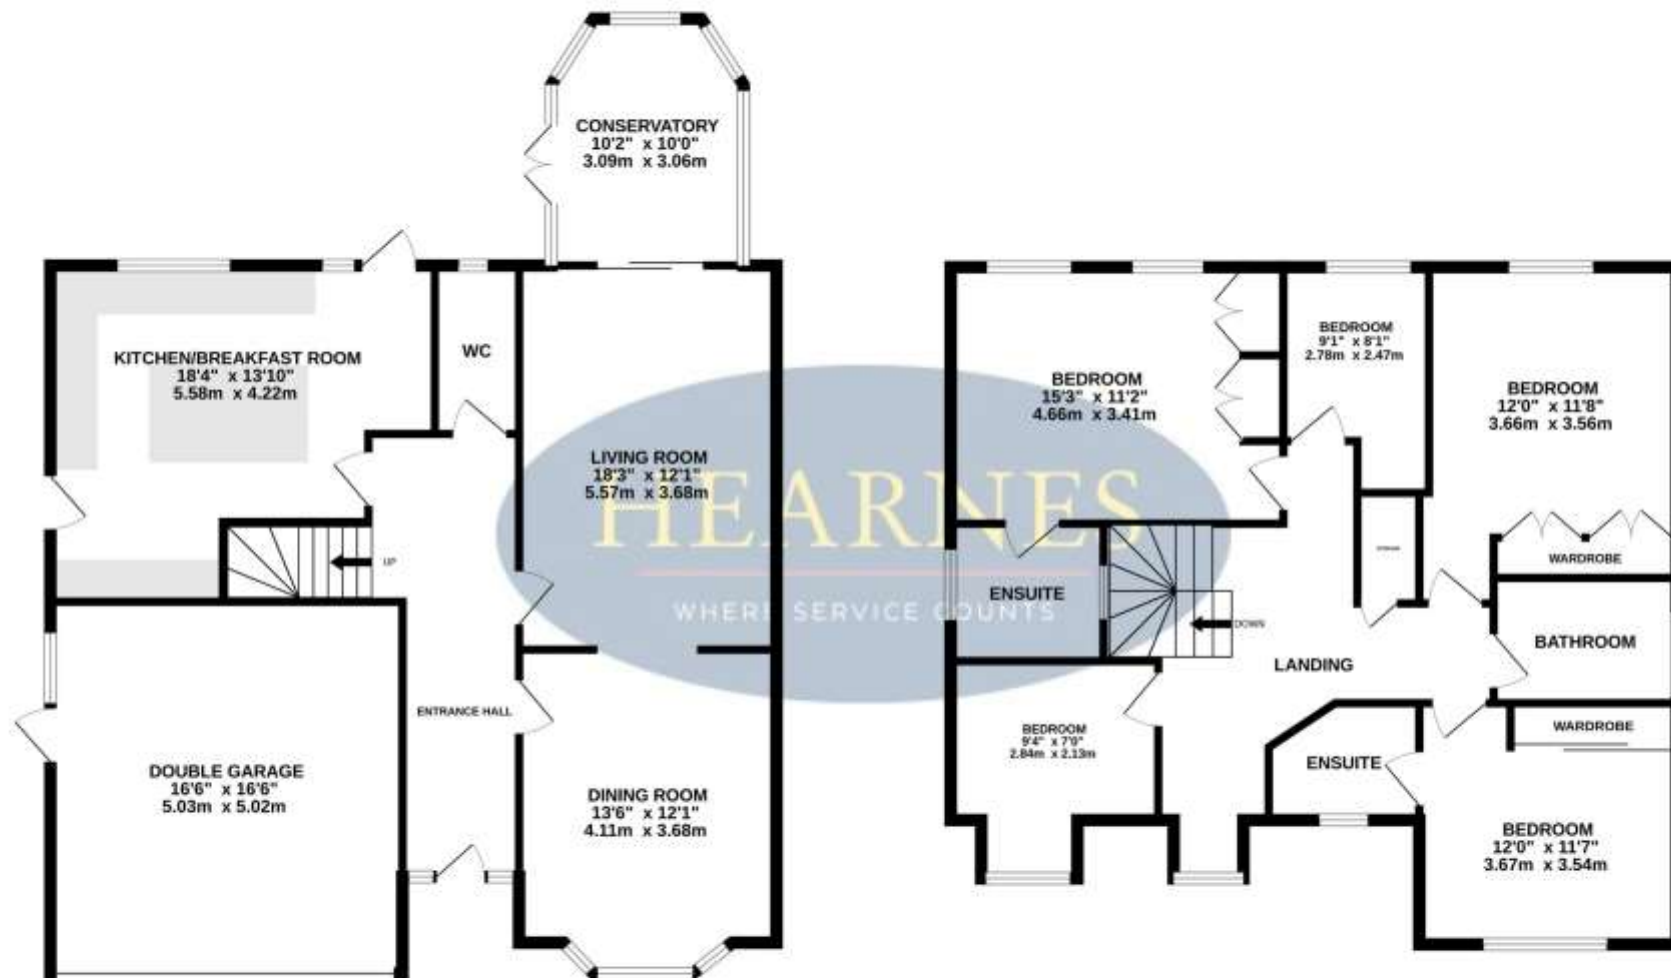 CONSERVATORY
10'2" x 10'0"
3.09m x 3.06m
KITCHEN/BREAKFAST ROOM
18'4" x 13'10"
5.58m x 4.22m
WC
LIVING ROOM
18'3" x 12'1"
5.57m x 3.68m
UP
ENTRANCE HALL
DOUBLE GARAGE
16'6" x 16'6"
5.03m x 5.02m
DINING ROOM
13'6" x 12'1"
4.11m x 3.68m
HEARNES
WHERE SERVICE COUNTS
BEDROOM
15'3" x 11'2"
4.66m x 3.41m
BEDROOM
9'1" x 8'1"
2.78m x 2.47m
BEDROOM
12'0" x 11'8"
3.66m x 3.56m
WARDROBE
ENSUITE
DOWN
LANDING
BATHROOM
BEDROOM
9'4" x 7'0"
2.84m x 2.13m
ENSUITE
WARDROBE
BEDROOM
12'0" x 11'7"
3.67m x 3.54m